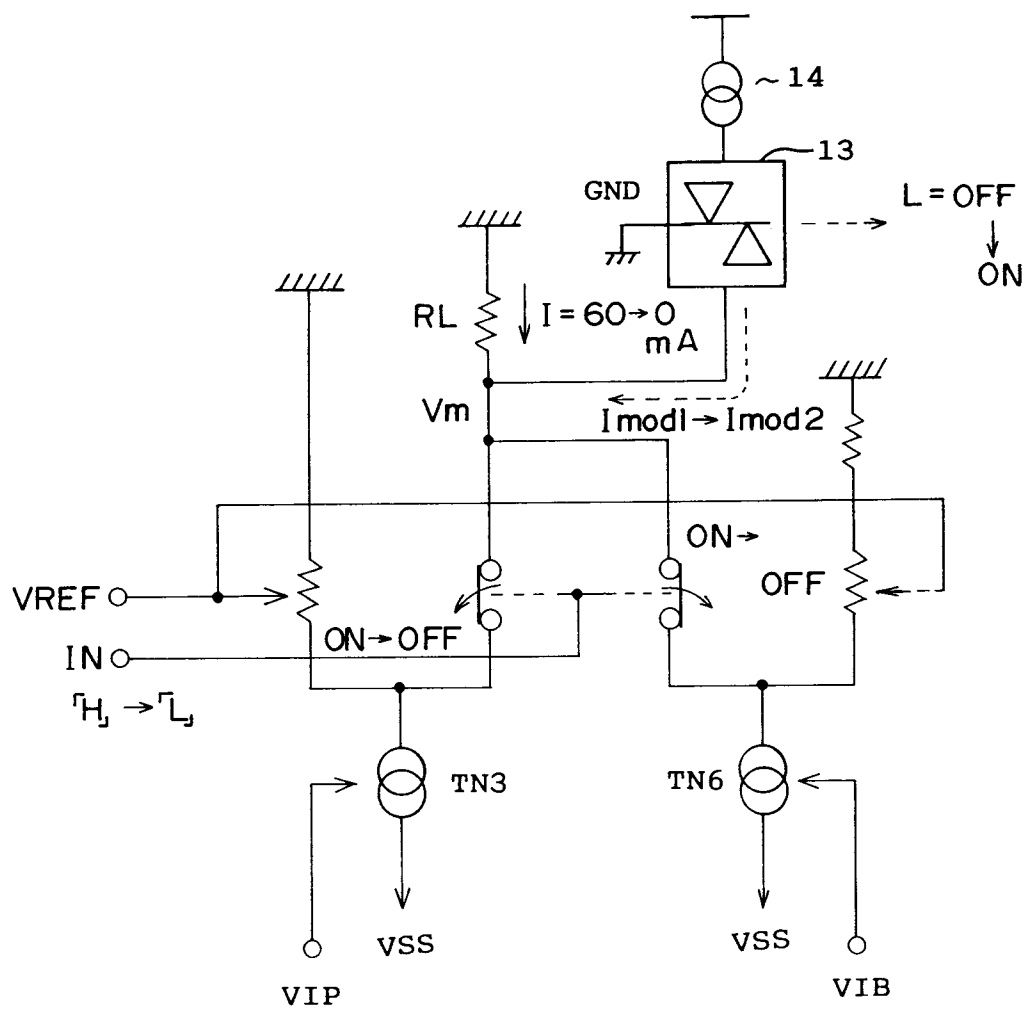 14
13
GND
L = OFF
↓
ON
RL
I = 60→0
mA
Vm
Imod1→Imod2
ON→
OFF
VREF
ON→OFF
IN
「H」→「L」
TN3
TN6
VSS
VSS
VIP
VIB